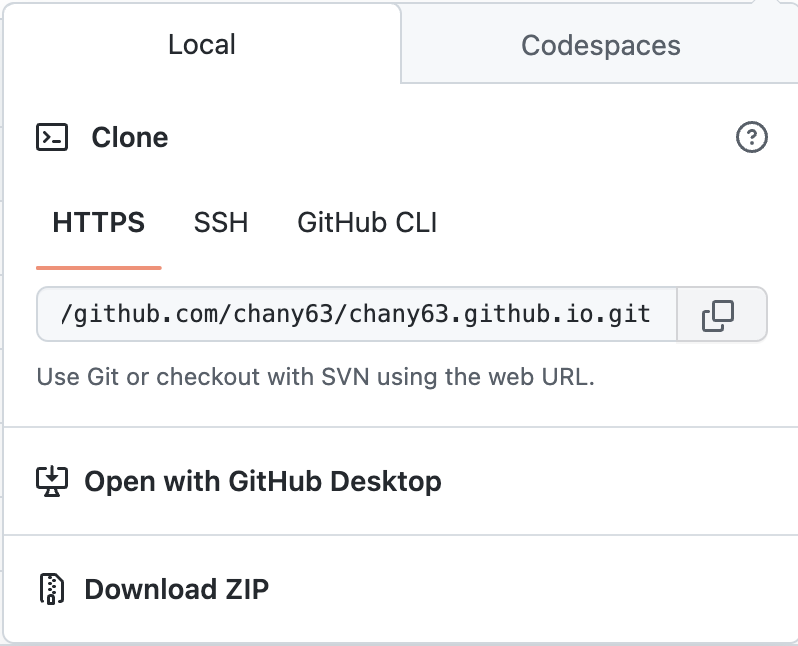 Local
Codespaces
Clone
HTTPS
SSH
GitHub CLI
/github.com/chany63/chany63.github.io.git
Use Git or checkout with SVN using the web URL.
Open with GitHub Desktop
Download ZIP